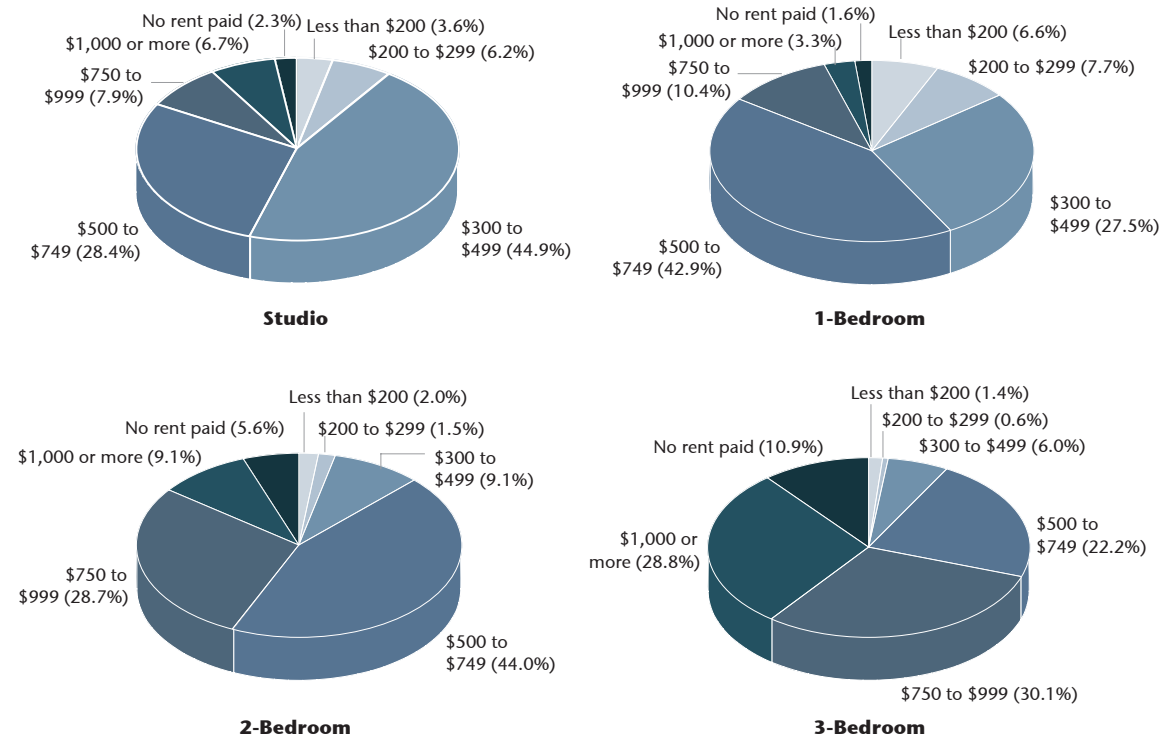 No rent paid (2.3%)
Less than $200 (3.6%)
$1,000 or more (6.7%)
$200 to $299 (6.2%)
$750 to
$999 (7.9%)
$500 to
$749 (28.4%)
$300 to
$499 (44.9%)
Studio
No rent paid (1.6%)
Less than $200 (6.6%)
$1,000 or more (3.3%)
$200 to $299 (7.7%)
$750 to
$999 (10.4%)
$300 to
$499 (27.5%)
$500 to
$749 (42.9%)
1-Bedroom
Less than $200 (2.0%)
No rent paid (5.6%)
$200 to $299 (1.5%)
$1,000 or more (9.1%)
$300 to
$499 (9.1%)
$750 to
$999 (28.7%)
$500 to
$749 (44.0%)
2-Bedroom
Less than $200 (1.4%)
$200 to $299 (0.6%)
No rent paid (10.9%)
$300 to $499 (6.0%)
$500 to
$749 (22.2%)
$1,000 or
more (28.8%)
$750 to $999 (30.1%)
3-Bedroom